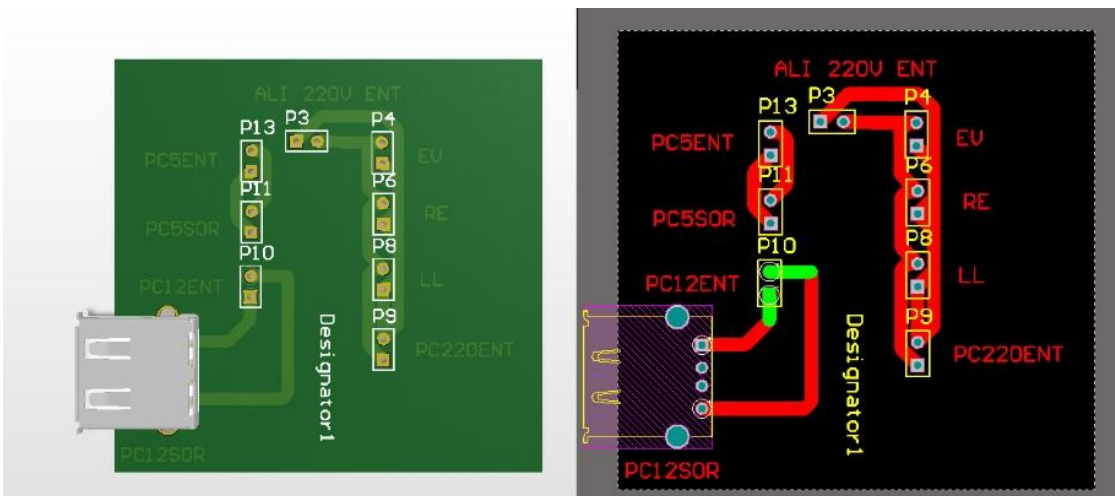 ALI 220V ENT
P3
P4
P13
PC5ENT
EV
P11
P6
PC5SOR
RE
P10
P8
PC12ENT
LL
P9
Designator1
PC220ENT
PC12SOR
ALI 220V ENT
P3
P4
P13
PC5ENT
EV
P6
P11
RE
PC5SOR
P8
P10
PC12ENT
LL
P9
Designator1
PC220ENT
PC12SOR